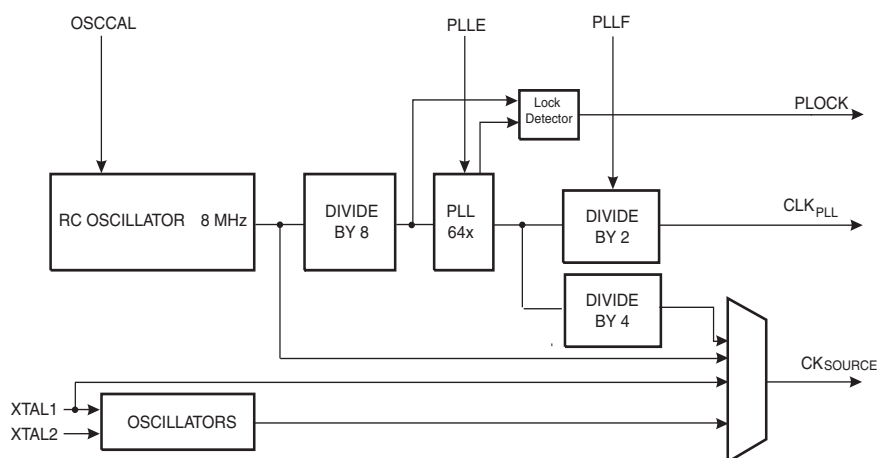 OSCCAL
PLLE
PLLF
Lock
Detector
PLOCK
RC OSCILLATOR 8 MHz
DIVIDE
BY 8
PLL
64x
DIVIDE
BY 2
CLKPLL
DIVIDE
BY 4
CKSOURCE
XTAL1
XTAL2
OSCILLATORS